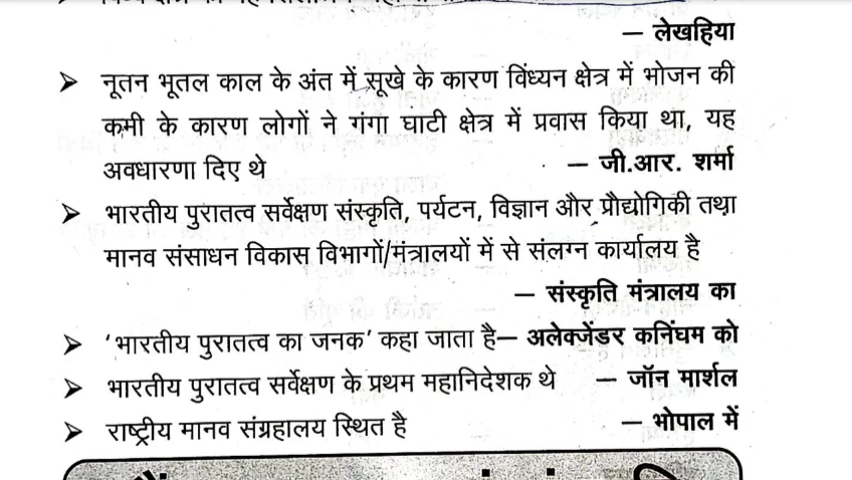 — लेखहिया
➤ नूतन भूतल काल के अंत में सूखे के कारण विंध्यन क्षेत्र में भोजन की
कमी के कारण लोगों ने गंगा घाटी क्षेत्र में प्रवास किया था, यह
अवधारणा दिए थे — जी.आर. शर्मा
➤ भारतीय पुरातत्व सर्वेक्षण संस्कृति, पर्यटन, विज्ञान और प्रौद्योगिकी तथा
मानव संसाधन विकास विभागों/मंत्रालयों में से संलग्न कार्यालय है
— संस्कृति मंत्रालय का
➤ 'भारतीय पुरातत्व का जनक' कहा जाता है— अलेक्जेंडर कनिंघम को
➤ भारतीय पुरातत्व सर्वेक्षण के प्रथम महानिदेशक थे — जॉन मार्शल
➤ राष्ट्रीय मानव संग्रहालय स्थित है — भोपाल में